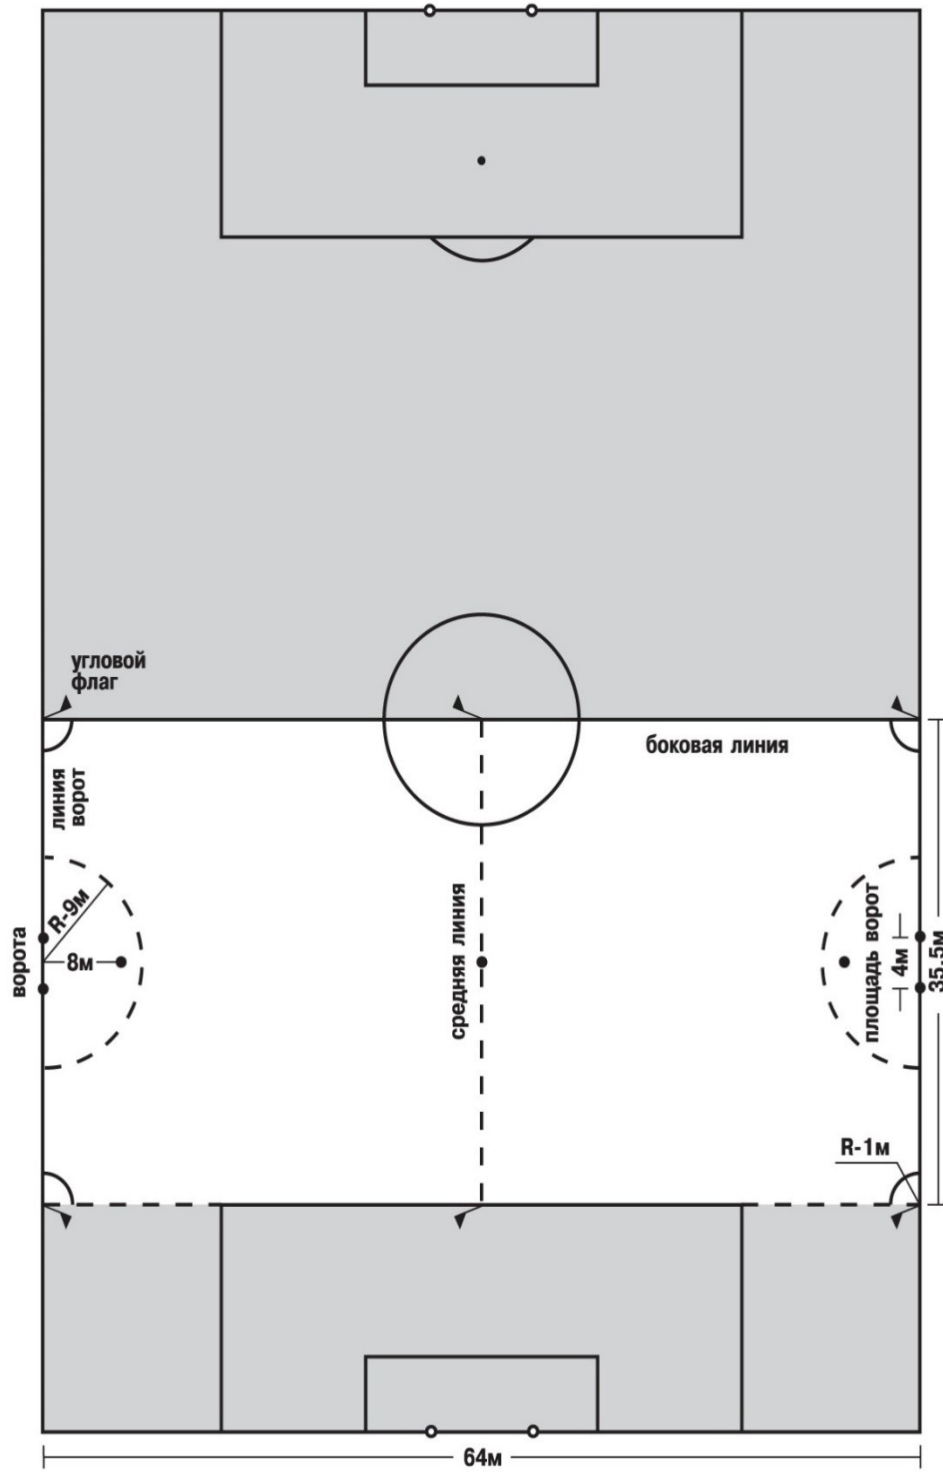 угловой
флаг
боковая линия
линия
ворот
R-9м
8м
ворота
средняя линия
площадь ворот
4м
35,5м
R-1м
64м